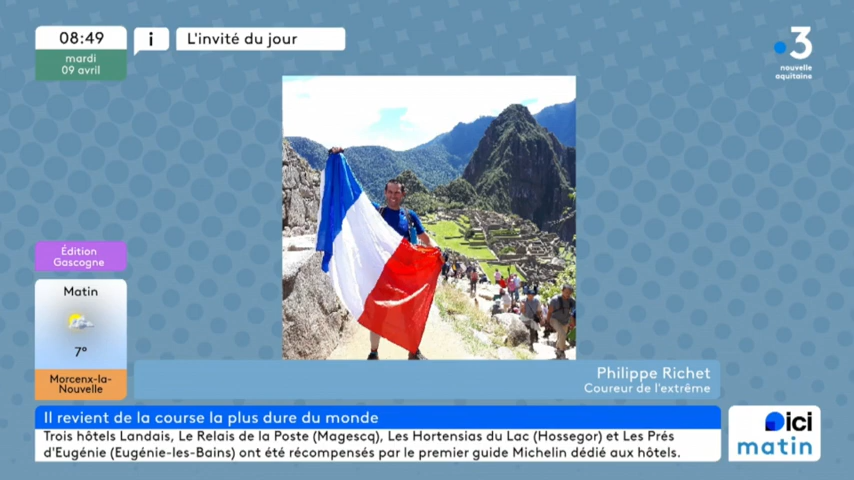 08:49
mardi
09 avril
i
L'invité du jour
3
nouvelle
aquitaine
Édition
Gascogne
Matin
7°
Morcenx-la-
Nouvelle
Philippe Richet
Coureur de l'extrême
Il revient de la course la plus dure du monde
Trois hôtels Landais, Le Relais de la Poste (Magescq), Les Hortensias du Lac (Hossegor) et Les Prés
d'Eugénie (Eugénie-les-Bains) ont été récompensés par le premier guide Michelin dédié aux hôtels.
ici
matin